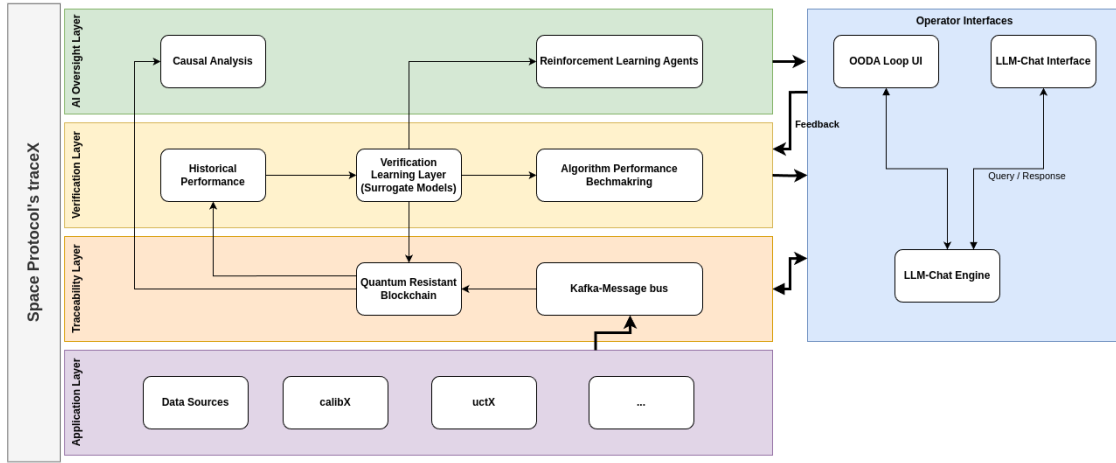 Space Protocol's traceX
AI Oversight Layer
Causal Analysis
Reinforcement Learning Agents
Verification Layer
Historical
Performance
Verification
Learning Layer
(Surrogate Models)
Algorithm Performance
Bechmakring
Traceability Layer
Quantum Resistant
Blockchain
Kafka-Message bus
Application Layer
Data Sources
calibX
uctX
...
Operator Interfaces
OODA Loop UI
LLM-Chat Interface
Feedback
Query / Response
LLM-Chat Engine